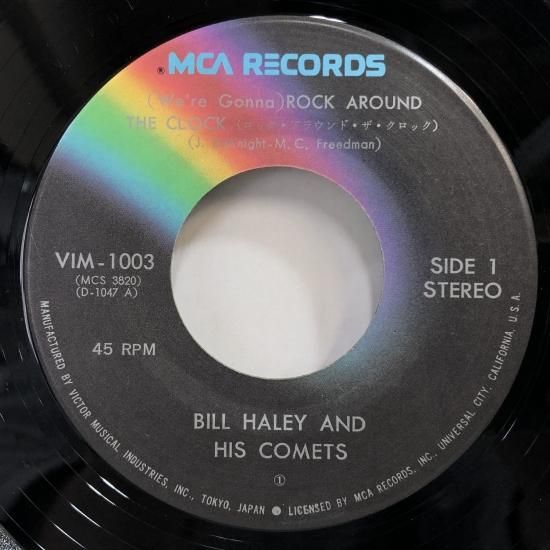 ® MCA RECORDS
(We're Gonna) ROCK AROUND
THE CLOCK (ロック・アラウンド・ザ・クロック)
(J. DeKnight-M. C. Freedman)
VIM-1003
(MCS 3820)
(D-1047 A)
SIDE 1
STEREO
45 RPM
BILL HALEY AND
HIS COMETS
①
MANUFACTURED BY VICTOR MUSICAL INDUSTRIES, INC., TOKYO, JAPAN ● LICENSED BY MCA RECORDS, INC., UNIVERSAL CITY, CALIFORNIA, U.S.A.